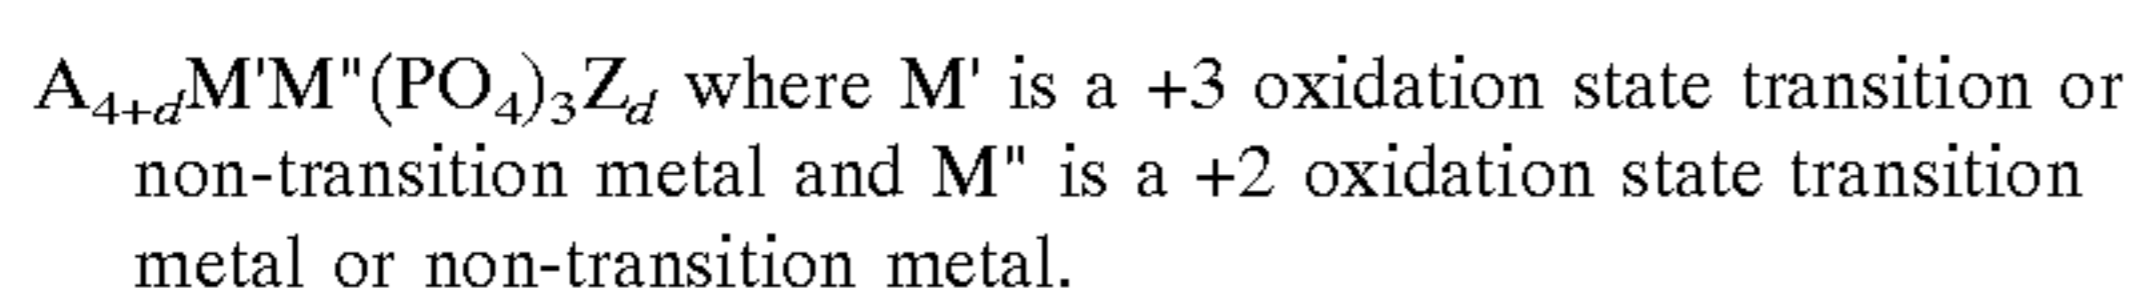 A₄₊dM'M"(PO₄)₃Zd where M' is a +3 oxidation state transition or
non-transition metal and M" is a +2 oxidation state transition
metal or non-transition metal.